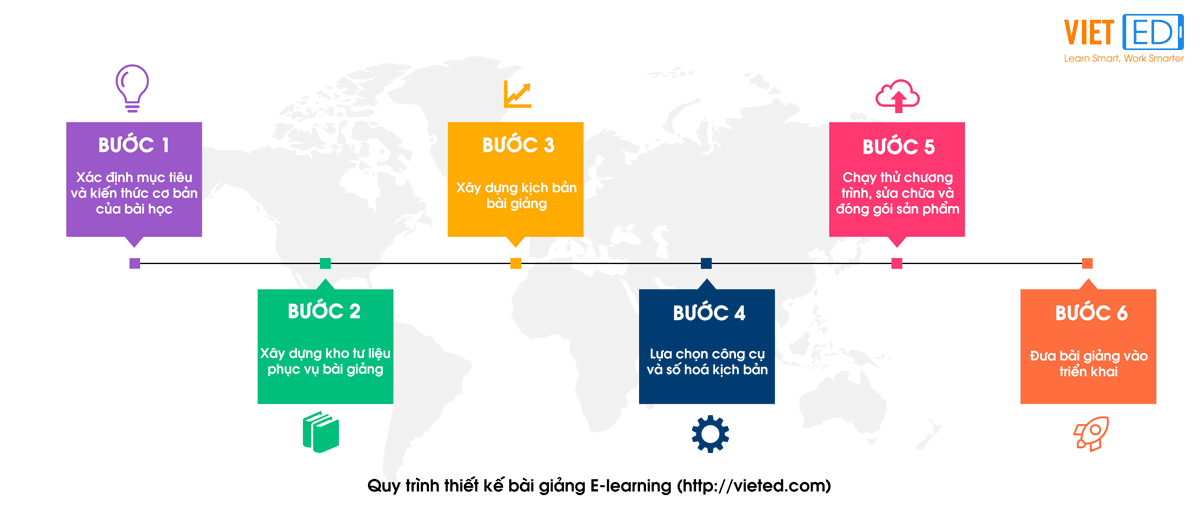 VIET ED
Learn Smart, Work Smarter
BƯỚC 1
Xác định mục tiêu
và kiến thức cơ bản
của bài học
BƯỚC 2
Xây dựng kho tư liệu
phục vụ bài giảng
BƯỚC 3
Xây dựng kịch bản
bài giảng
BƯỚC 4
Lựa chọn công cụ
và số hoá kịch bản
BƯỚC 5
Chạy thử chương
trình, sửa chữa và
đóng gói sản phẩm
BƯỚC 6
Đưa bài giảng vào
triển khai
Quy trình thiết kế bài giảng E-learning (http://vieted.com)